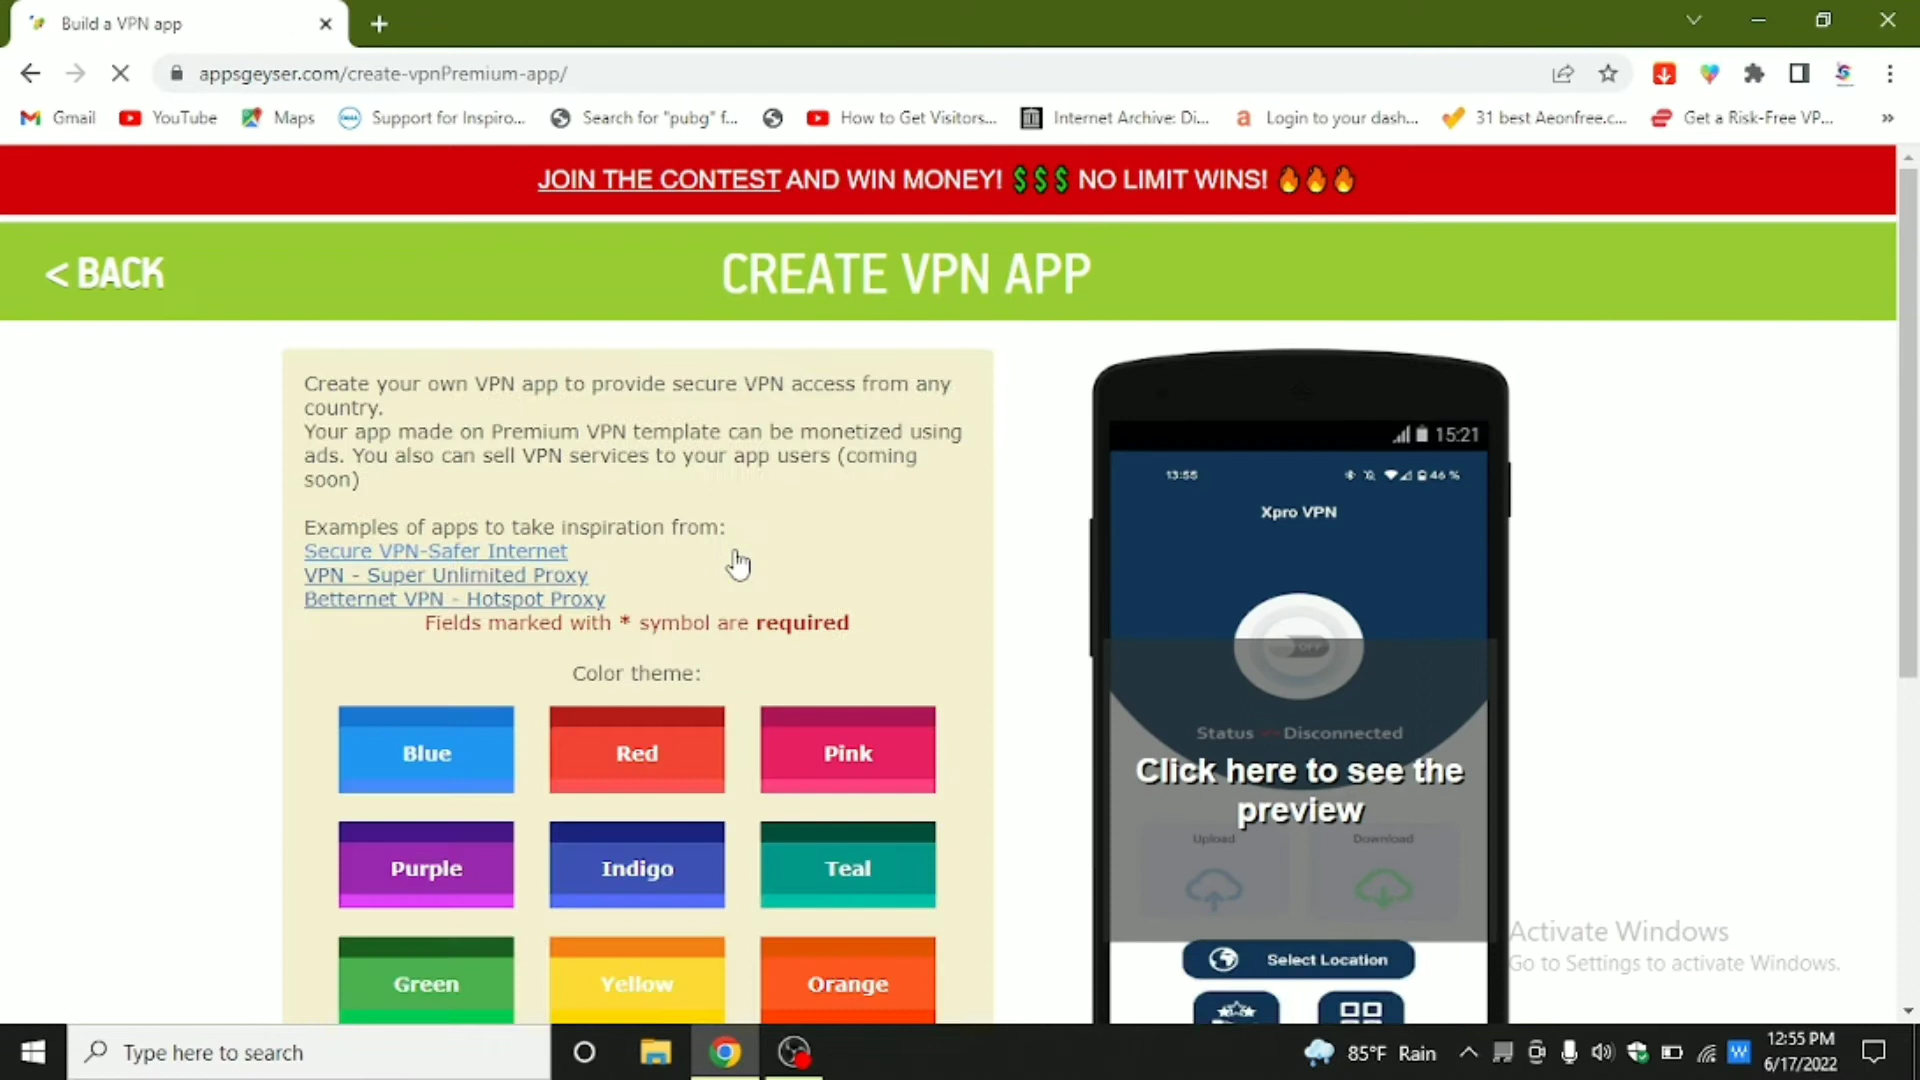 Build a VPN app
appsgeyser.com/create-vpnPremium-app/
Gmail
YouTube
Maps
Support for Inspiro...
Search for "pubg" f...
How to Get Visitors...
Internet Archive: Di...
Login to your dash...
31 best Aeonfree.c...
Get a Risk-Free VP...
JOIN THE CONTEST AND WIN MONEY! 💲💲💲 NO LIMIT WINS! 🔥🔥🔥
< BACK
CREATE VPN APP
Create your own VPN app to provide secure VPN access from any
country.
Your app made on Premium VPN template can be monetized using
ads. You also can sell VPN services to your app users (coming
soon)
Examples of apps to take inspiration from:
Secure VPN-Safer Internet
VPN - Super Unlimited Proxy
Betternet VPN - Hotspot Proxy
Fields marked with * symbol are required
Color theme:
Blue
Red
Pink
Purple
Indigo
Teal
Green
Yellow
Orange
15:21
13:55
46 %
Xpro VPN
OFF
Status Disconnected
Click here to see the
preview
Upload
Download
Select Location
Activate Windows
Go to Settings to activate Windows.
Type here to search
85°F Rain
12:55 PM
6/17/2022